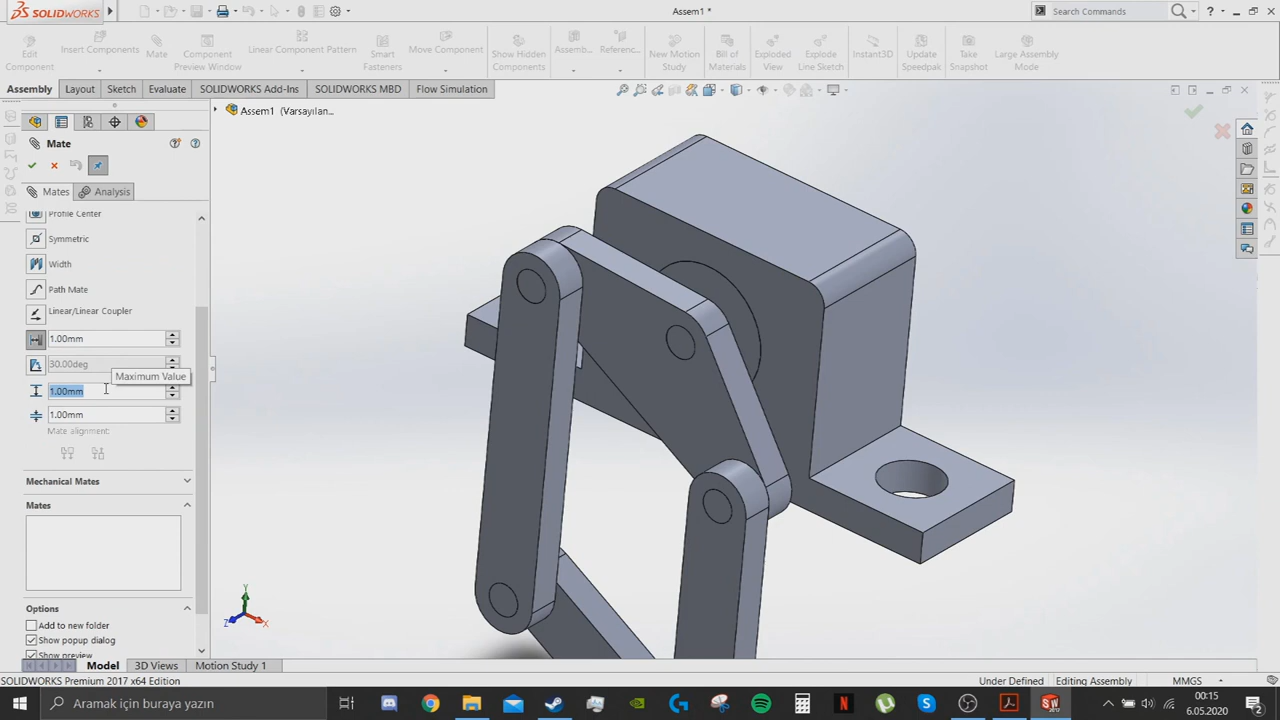 SOLIDWORKS
Assem1 *
Search Commands
Edit Component
Insert Components
Mate
Component Preview Window
Linear Component Pattern
Smart Fasteners
Move Component
Show Hidden Components
Assemb...
Referenc...
New Motion Study
Bill of Materials
Exploded View
Explode Line Sketch
Instant3D
Update Speedpak
Take Snapshot
Large Assembly Mode
Assembly
Layout
Sketch
Evaluate
SOLIDWORKS Add-Ins
SOLIDWORKS MBD
Flow Simulation
Assem1 (Varsayılan...
Mate
Mates
Analysis
Profile Center
Symmetric
Width
Path Mate
Linear/Linear Coupler
1.00mm
30.00deg
Maximum Value
1.00mm
1.00mm
Mate alignment:
Mechanical Mates
Mates
Options
Add to new folder
Show popup dialog
Show preview
Y
Z
X
Model
3D Views
Motion Study 1
SOLIDWORKS Premium 2017 x64 Edition
Under Defined
Editing Assembly
MMGS
Aramak için buraya yazın
00:15
6.05.2020
2